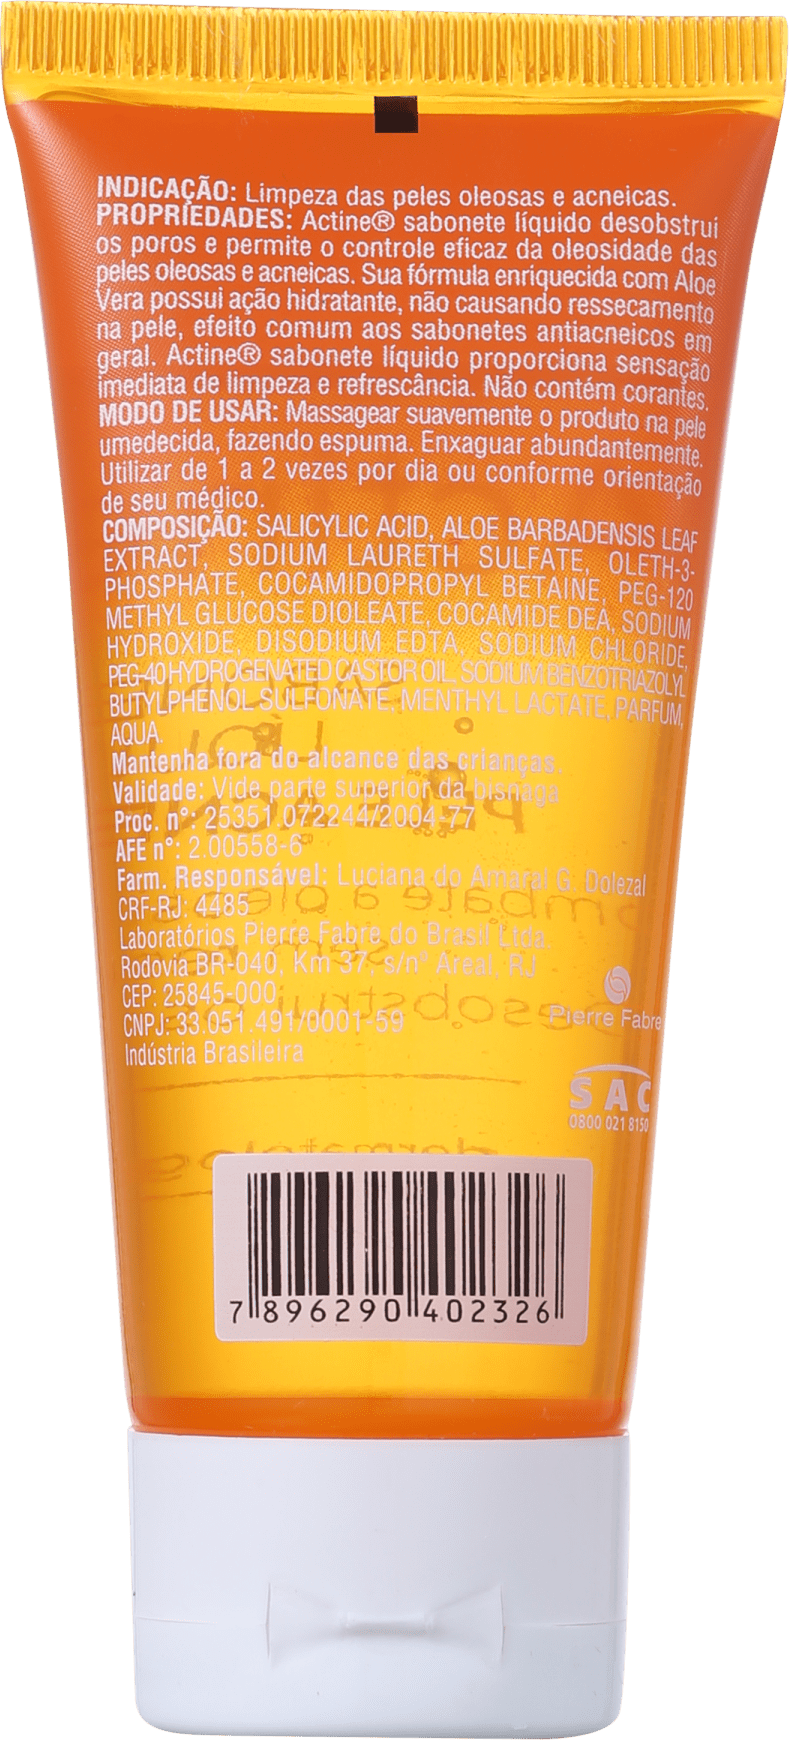 INDICAÇÃO: Limpeza das peles oleosas e acneicas.
PROPRIEDADES: Actine® sabonete líquido desobstrui
os poros e permite o controle eficaz da oleosidade das
peles oleosas e acneicas. Sua fórmula enriquecida com Aloe
Vera possui ação hidratante, não causando ressecamento
na pele, efeito comum aos sabonetes antiacneicos em
geral. Actine® sabonete líquido proporciona sensação
imediata de limpeza e refrescância. Não contém corantes.
MODO DE USAR: Massagear suavemente o produto na pele
umedecida, fazendo espuma. Enxaguar abundantemente.
Utilizar de 1 a 2 vezes por dia ou conforme orientação
de seu médico.
COMPOSIÇÃO: SALICYLIC ACID, ALOE BARBADENSIS LEAF
EXTRACT, SODIUM LAURETH SULFATE, OLETH-3-
PHOSPHATE, COCAMIDOPROPYL BETAINE, PEG-120
METHYL GLUCOSE DIOLEATE, COCAMIDE DEA, SODIUM
HYDROXIDE, DISODIUM EDTA, SODIUM CHLORIDE,
PEG-40 HYDROGENATED CASTOR OIL, SODIUM BENZOTRIAZOLYL
BUTYLPHENOL SULFONATE, MENTHYL LACTATE, PARFUM,
AQUA.
Mantenha fora do alcance das crianças.
Validade: Vide parte superior da bisnaga
Proc. nº: 25351.072244/2004-77
AFE nº: 2.00558-6
Farm. Responsável: Luciana do Amaral G. Dolezal
CRF-RJ: 4485
Laboratórios Pierre Fabre do Brasil Ltda.
Rodovia BR-040, Km 37, s/nº Areal, RJ
CEP: 25845-000
CNPJ: 33.051.491/0001-59
Indústria Brasileira
Pierre Fabre
SAC
0800 021 8150
7 896290 402326